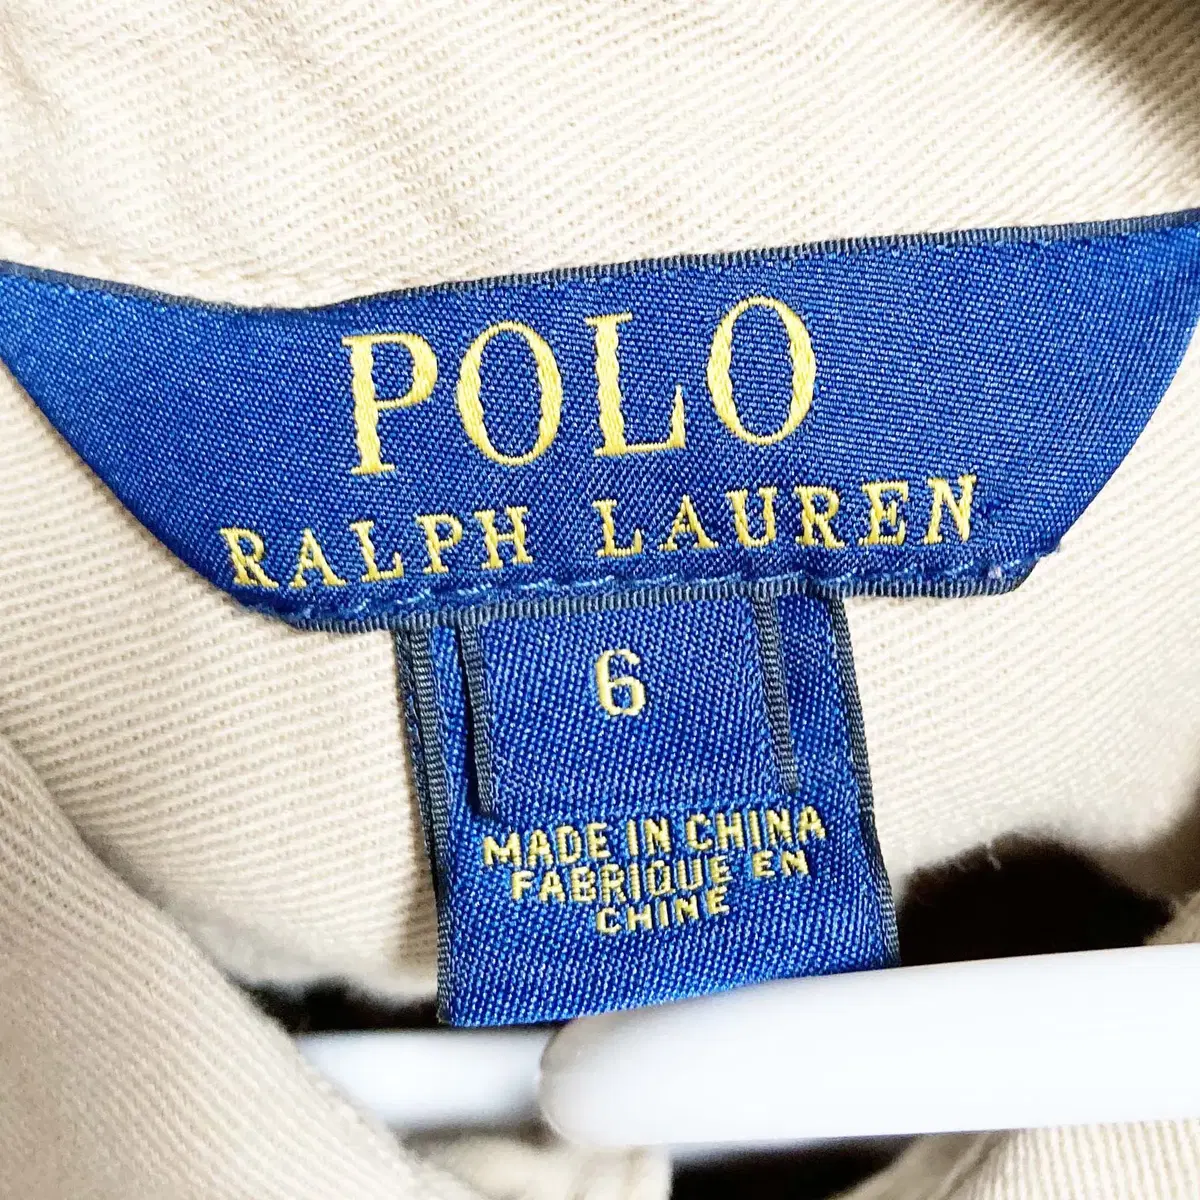 POLO
RALPH LAUREN
6
MADE IN CHINA
FABRIQUE EN
CHINE